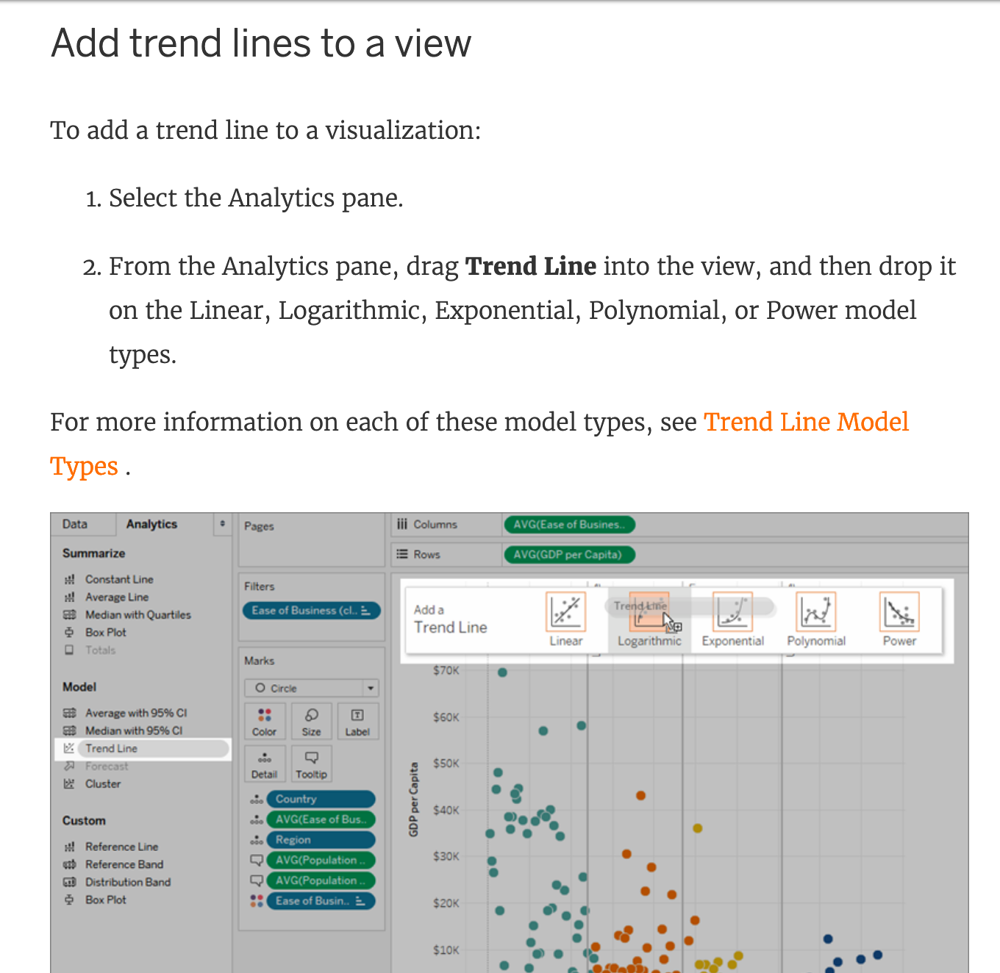 Add trend lines to a view
To add a trend line to a visualization:
1. Select the Analytics pane.
2. From the Analytics pane, drag Trend Line into the view, and then drop it
on the Linear, Logarithmic, Exponential, Polynomial, or Power model
types.
For more information on each of these model types, see Trend Line Model
Types .
Data
Analytics
Summarize
Constant Line
Average Line
Median with Quartiles
Box Plot
Totals
Model
Average with 95% CI
Median with 95% CI
Trend Line
Forecast
Cluster
Custom
Reference Line
Reference Band
Distribution Band
Box Plot
Pages
Filters
Ease of Business (cl..
Marks
Circle
Color
Size
Label
Detail
Tooltip
Country
AVG(Ease of Bus..
Region
AVG(Population ..
AVG(Population ..
Ease of Busin..
Columns
AVG(Ease of Busines..
Rows
AVG(GDP per Capita)
Add a
Trend Line
Trend Line
Linear
Logarithmic
Exponential
Polynomial
Power
GDP per Capita
$70K
$60K
$50K
$40K
$30K
$20K
$10K